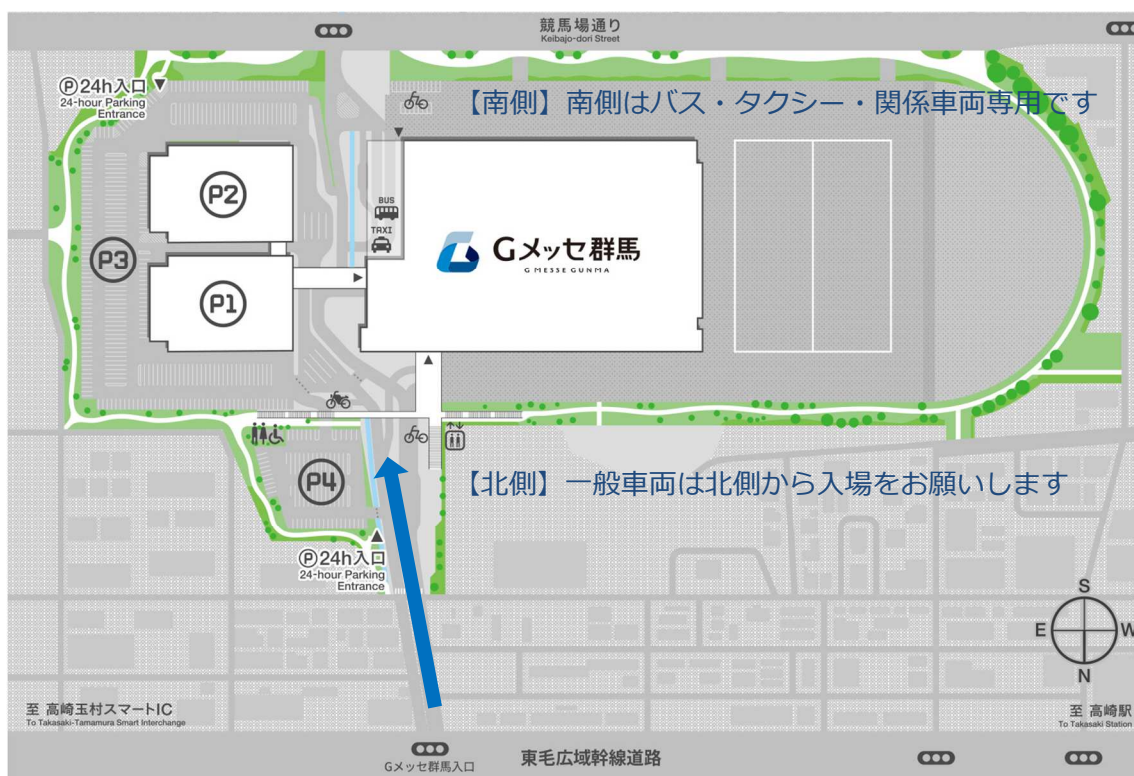 競馬場通り
Keibajo-dori Street
Ⓟ24h入口
24-hour Parking
Entrance
【南側】南側はバス・タクシー・関係車両専用です
P2
BUS
TAXI
Gメッセ群馬
G MESSE GUNMA
P3
P1
P4
【北側】一般車両は北側から入場をお願いします
Ⓟ24h入口
24-hour Parking
Entrance
S
E
W
N
至 高崎玉村スマートIC
To Takasaki-Tamamura Smart Interchange
至 高崎駅
To Takasaki Station
Gメッセ群馬入口
東毛広域幹線道路